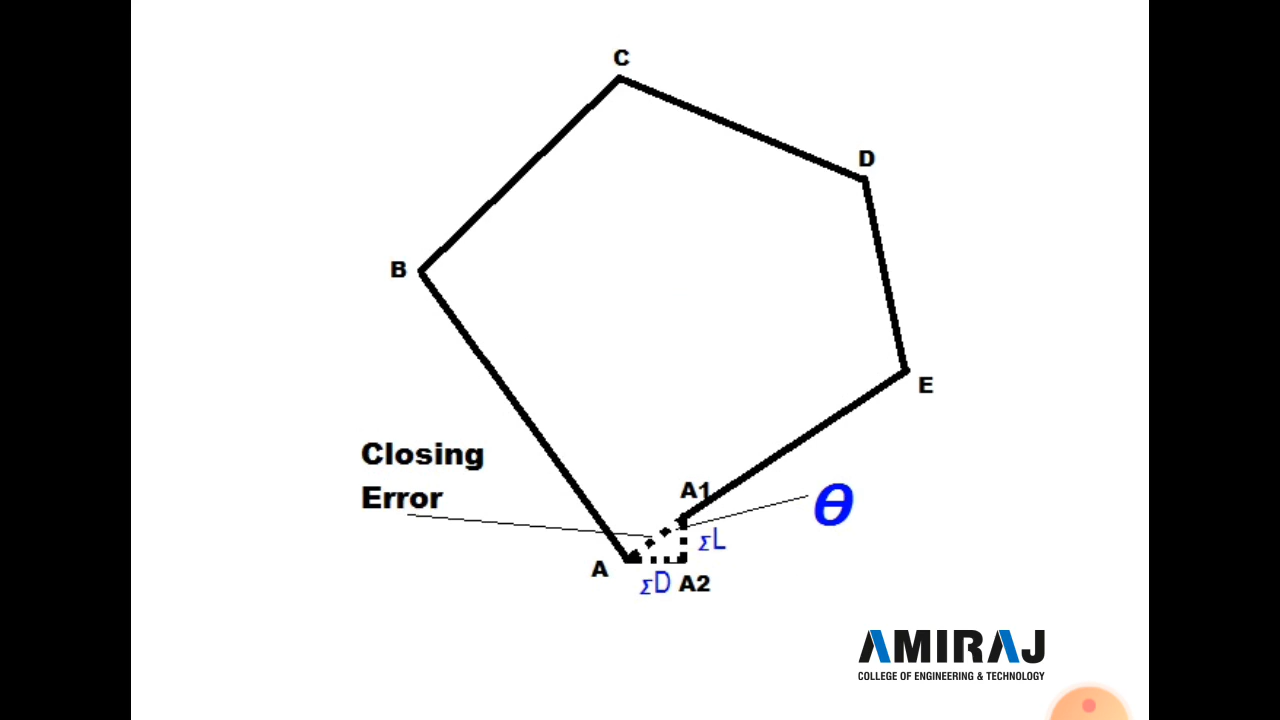 C
D
B
E
Closing
Error
A1
θ
ΣL
A
ΣD
A2
AMIRAJ
COLLEGE OF ENGINEERING & TECHNOLOGY